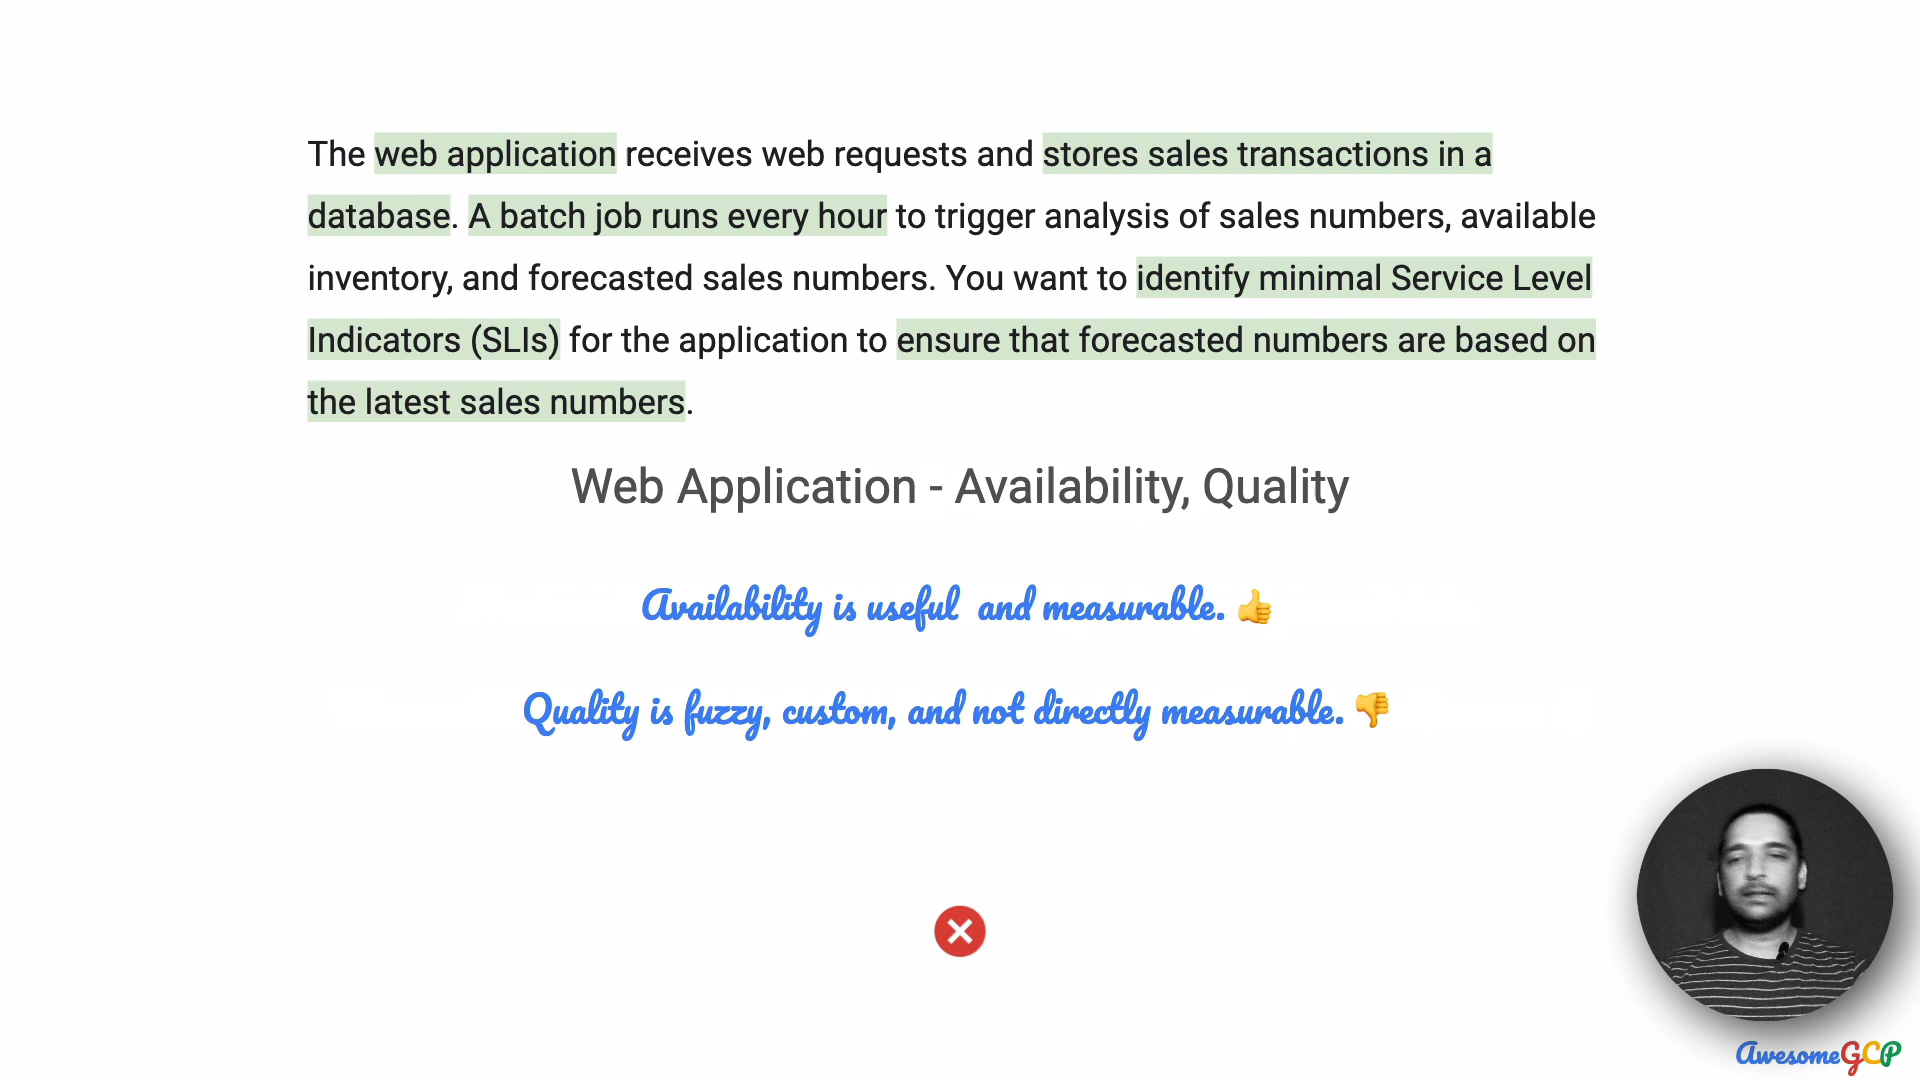 The web application receives web requests and stores sales transactions in a
database. A batch job runs every hour to trigger analysis of sales numbers, available
inventory, and forecasted sales numbers. You want to identify minimal Service Level
Indicators (SLIs) for the application to ensure that forecasted numbers are based on
the latest sales numbers.
Web Application - Availability, Quality
Availability is useful and measurable. 👍
Quality is fuzzy, custom, and not directly measurable. 👎
AwesomeGCP